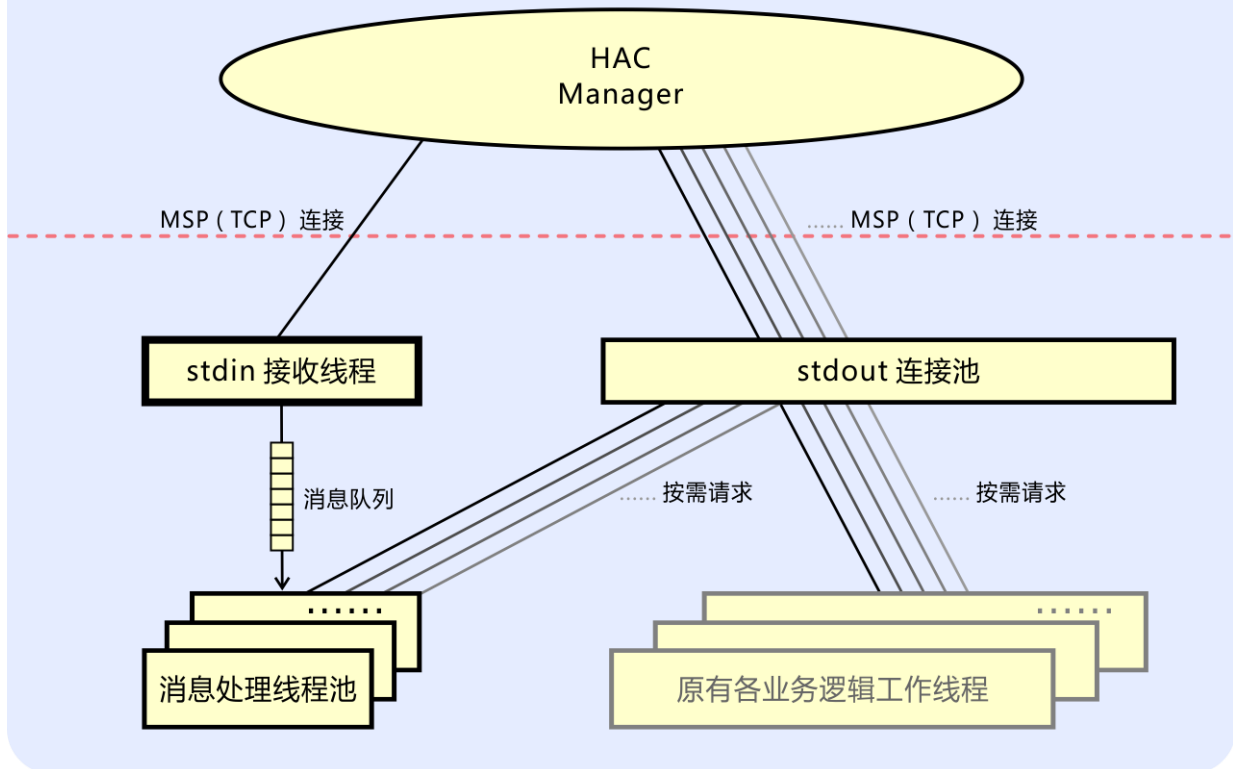 HAC
Manager
MSP（TCP）连接
…… MSP（TCP）连接
stdin 接收线程
stdout 连接池
消息队列
…… 按需请求
…… 按需请求
……
……
消息处理线程池
原有各业务逻辑工作线程